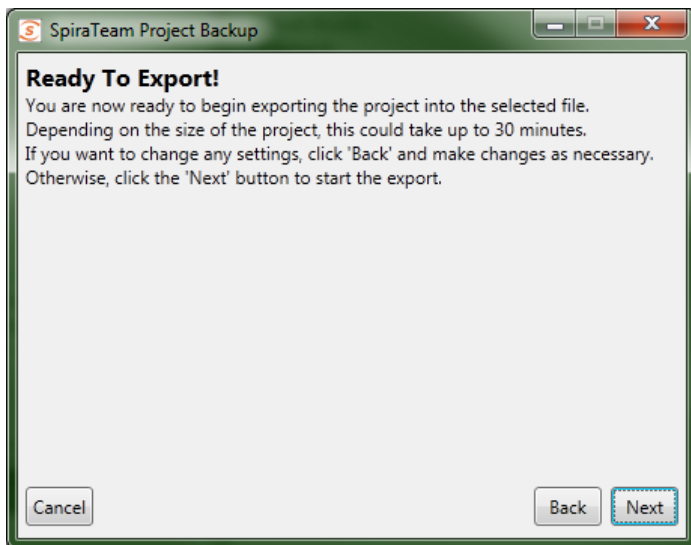 SpiraTeam Project Backup
Ready To Export!
You are now ready to begin exporting the project into the selected file.
Depending on the size of the project, this could take up to 30 minutes.
If you want to change any settings, click 'Back' and make changes as necessary.
Otherwise, click the 'Next' button to start the export.
Cancel
Back
Next